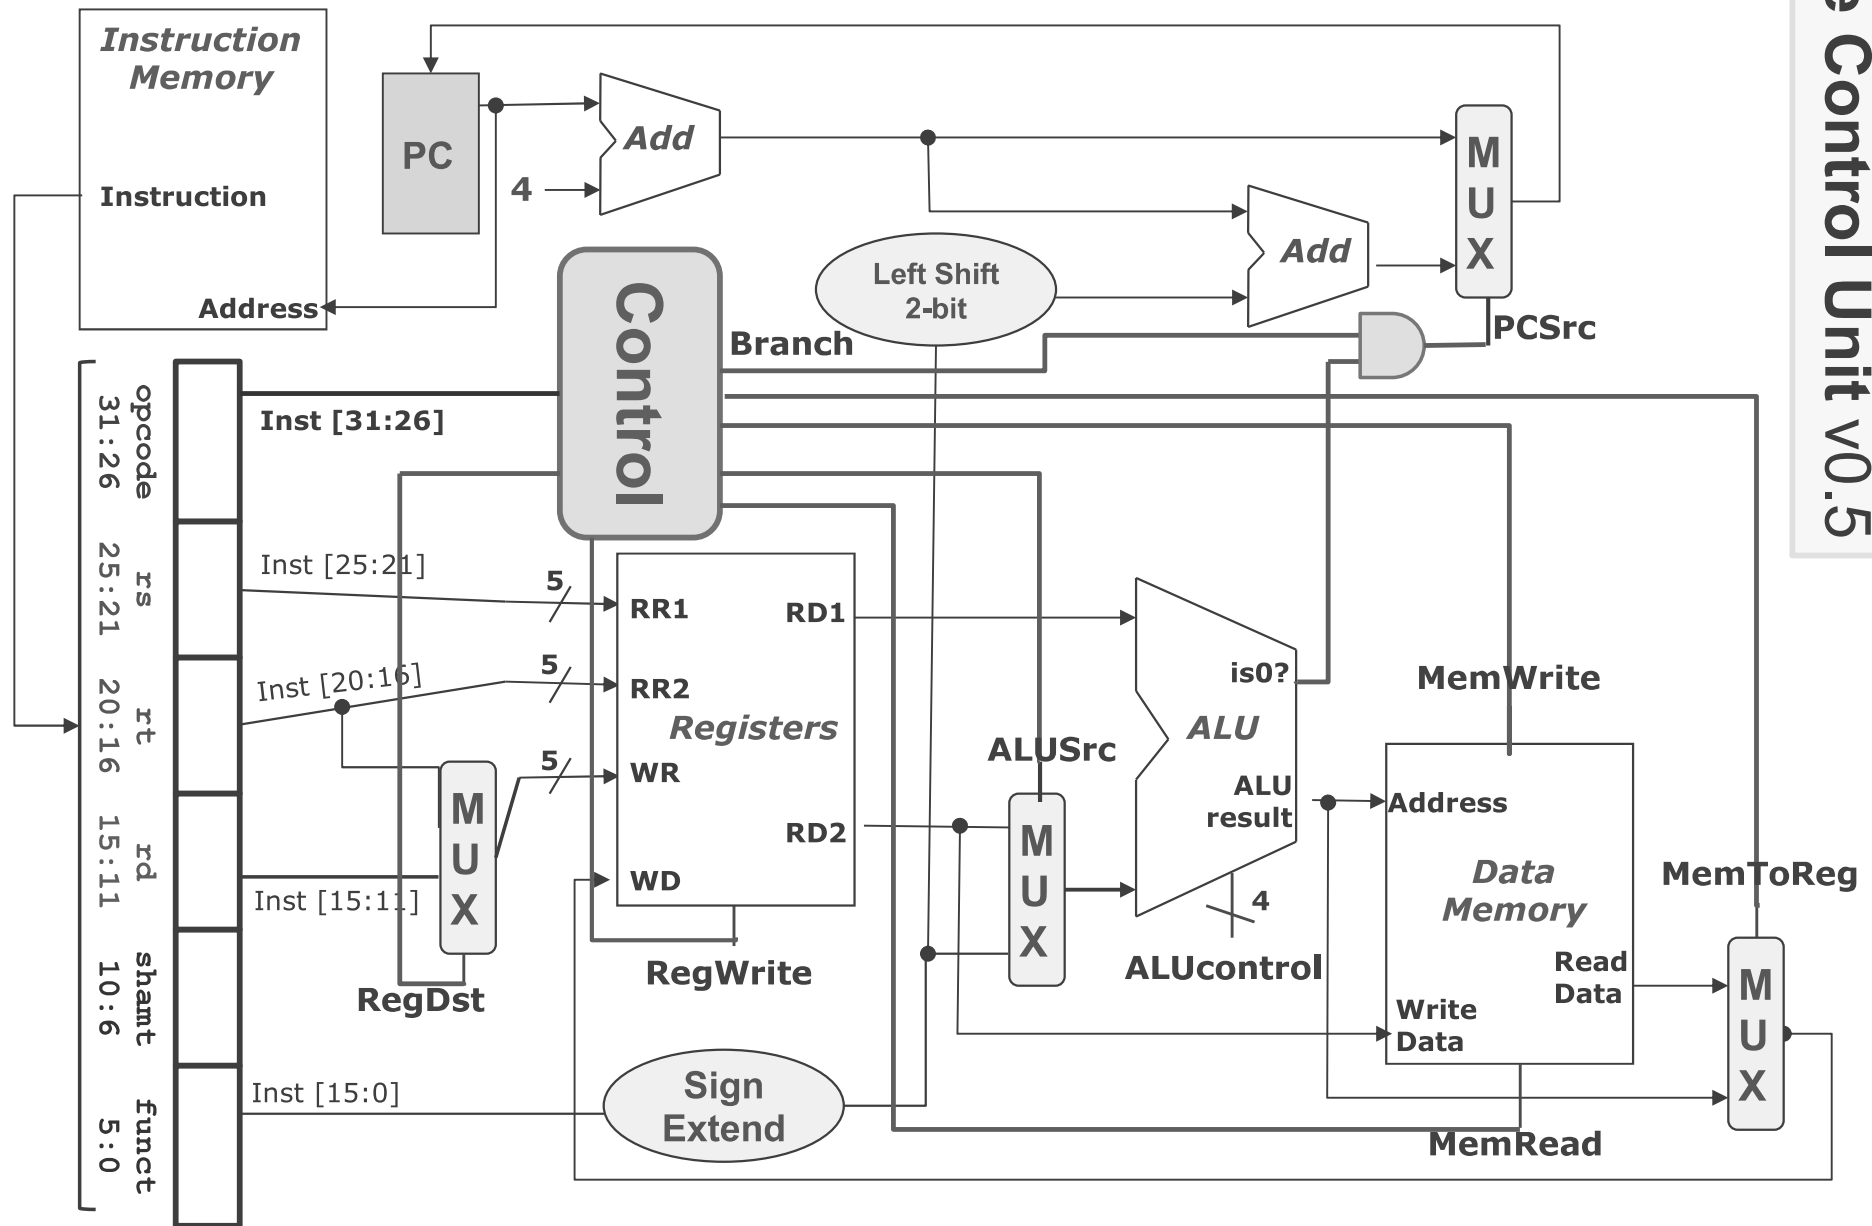 Instruction
Memory
Instruction
Address
PC
4
Add
Add
M
U
X
PCSrc
Left Shift
2-bit
Control
Branch
e Control Unit v0.5
opcode
31:26
rs
25:21
rt
20:16
rd
15:11
shamt
10:6
funct
5:0
Inst [31:26]
Inst [25:21]
Inst [20:16]
Inst [15:11]
Inst [15:0]
5
5
5
M
U
X
RegDst
RR1
RR2
WR
WD
RD1
RD2
Registers
RegWrite
Sign
Extend
ALUSrc
M
U
X
is0?
ALU
ALU
result
4
ALUcontrol
MemWrite
Address
Data
Memory
Read
Data
Write
Data
MemRead
MemToReg
M
U
X